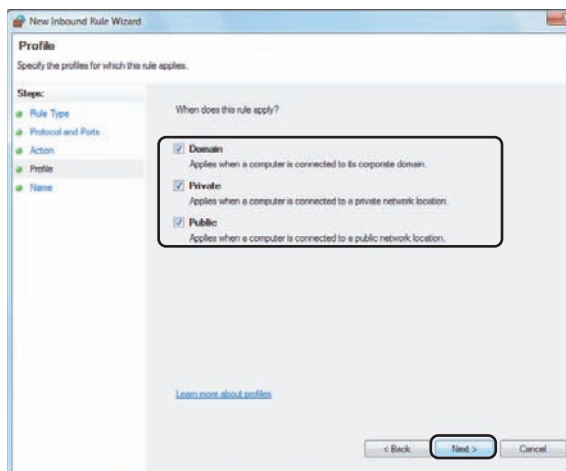 New Inbound Rule Wizard
Profile
Specify the profiles for which this rule applies.
Steps:
Rule Type
Protocol and Ports
Action
Profile
Name
When does this rule apply?
Domain
Applies when a computer is connected to its corporate domain.
Private
Applies when a computer is connected to a private network location.
Public
Applies when a computer is connected to a public network location.
Learn more about profiles
< Back
Next >
Cancel